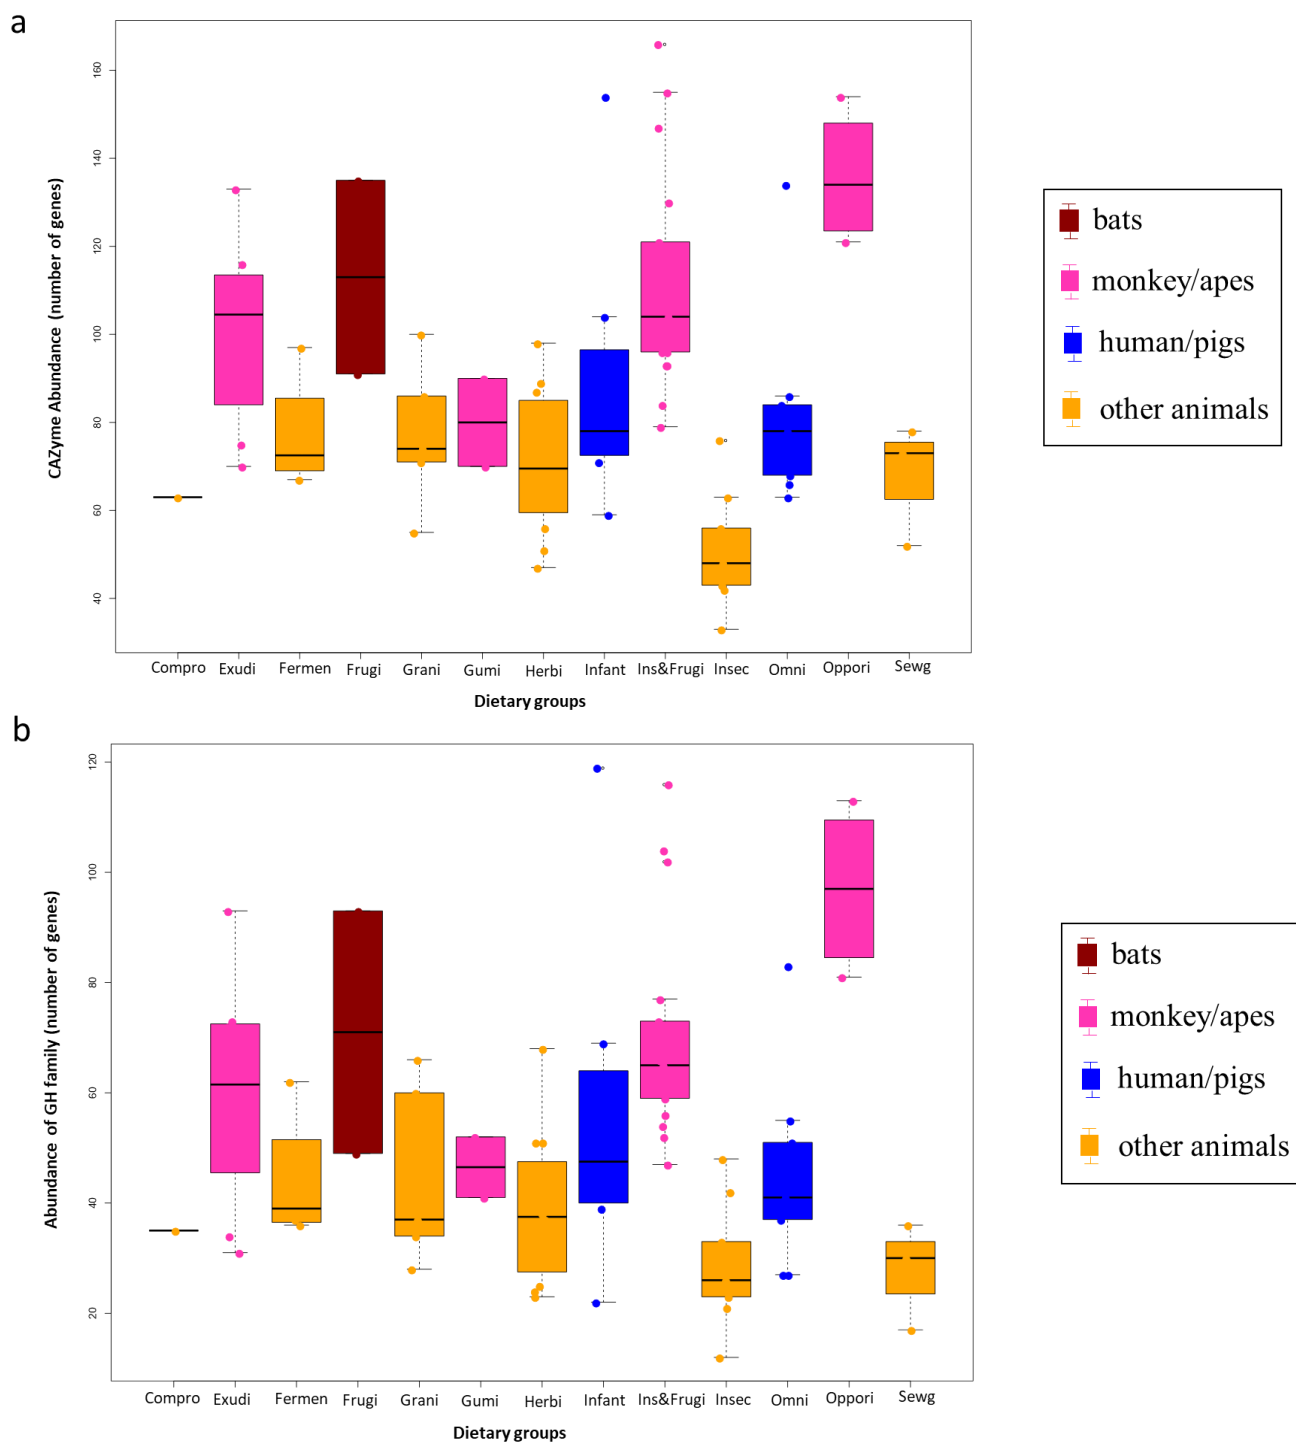 a
160
140
120
100
80
60
40
CAZyme Abundance (number of genes)
Compro Exudi Fermen Frugi Grani Gumi Herbi Infant Ins&Frugi Insec Omni Oppori Sewg
Dietary groups
bats
monkey/apes
human/pigs
other animals
b
120
100
80
60
40
20
Abundance of GH family (number of genes)
Compro Exudi Fermen Frugi Grani Gumi Herbi Infant Ins&Frugi Insec Omni Oppori Sewg
Dietary groups
bats
monkey/apes
human/pigs
other animals